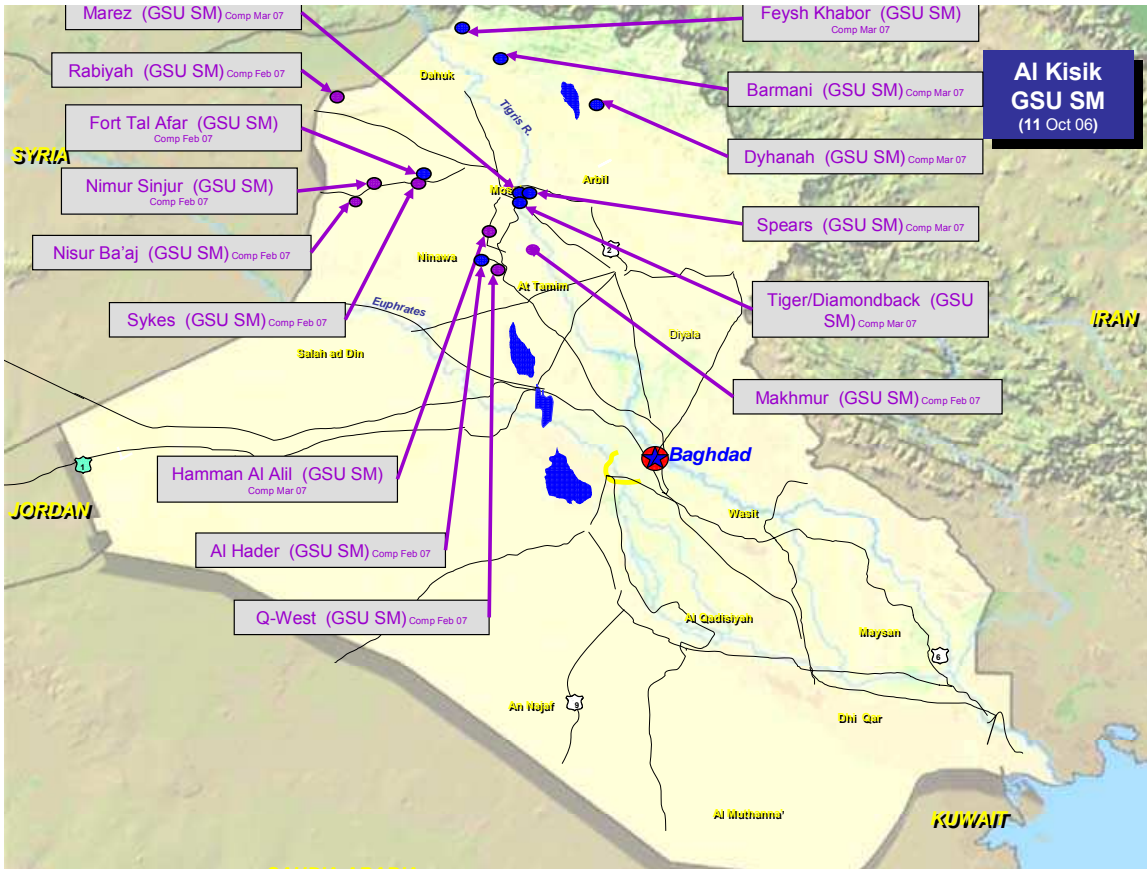 Marez (GSU SM) Comp Mar 07
Feysh Khabor (GSU SM)
Comp Mar 07
Rabiyah (GSU SM) Comp Feb 07
Dahuk
Barmani (GSU SM) Comp Mar 07
Al Kisik
GSU SM
(11 Oct 06)
Fort Tal Afar (GSU SM)
Comp Feb 07
Tigris R.
Dyhanah (GSU SM) Comp Mar 07
SYRIA
Nimur Sinjur (GSU SM)
Comp Feb 07
Mos
Arbil
Spears (GSU SM) Comp Mar 07
Nisur Ba'aj (GSU SM) Comp Feb 07
Ninawa
2
At Tamim
Tiger/Diamondback (GSU
SM) Comp Mar 07
Sykes (GSU SM) Comp Feb 07
Euphrates
IRAN
Salah ad Din
Diyala
Makhmur (GSU SM) Comp Feb 07
Baghdad
1
Hamman Al Alil (GSU SM)
Comp Mar 07
JORDAN
Wasit
Al Hader (GSU SM) Comp Feb 07
Q-West (GSU SM) Comp Feb 07
Al Qadisiyah
Maysan
6
An Najaf
9
Dhi Qar
Al Muthanna'
KUWAIT